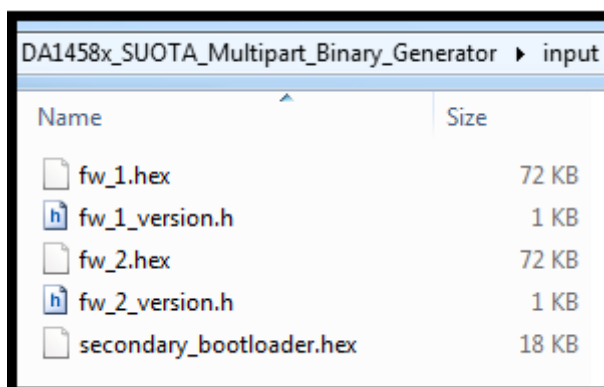 DA1458x_SUOTA_Multipart_Binary_Generator ▸ input
Name Size
fw_1.hex 72 KB
fw_1_version.h 1 KB
fw_2.hex 72 KB
fw_2_version.h 1 KB
secondary_bootloader.hex 18 KB